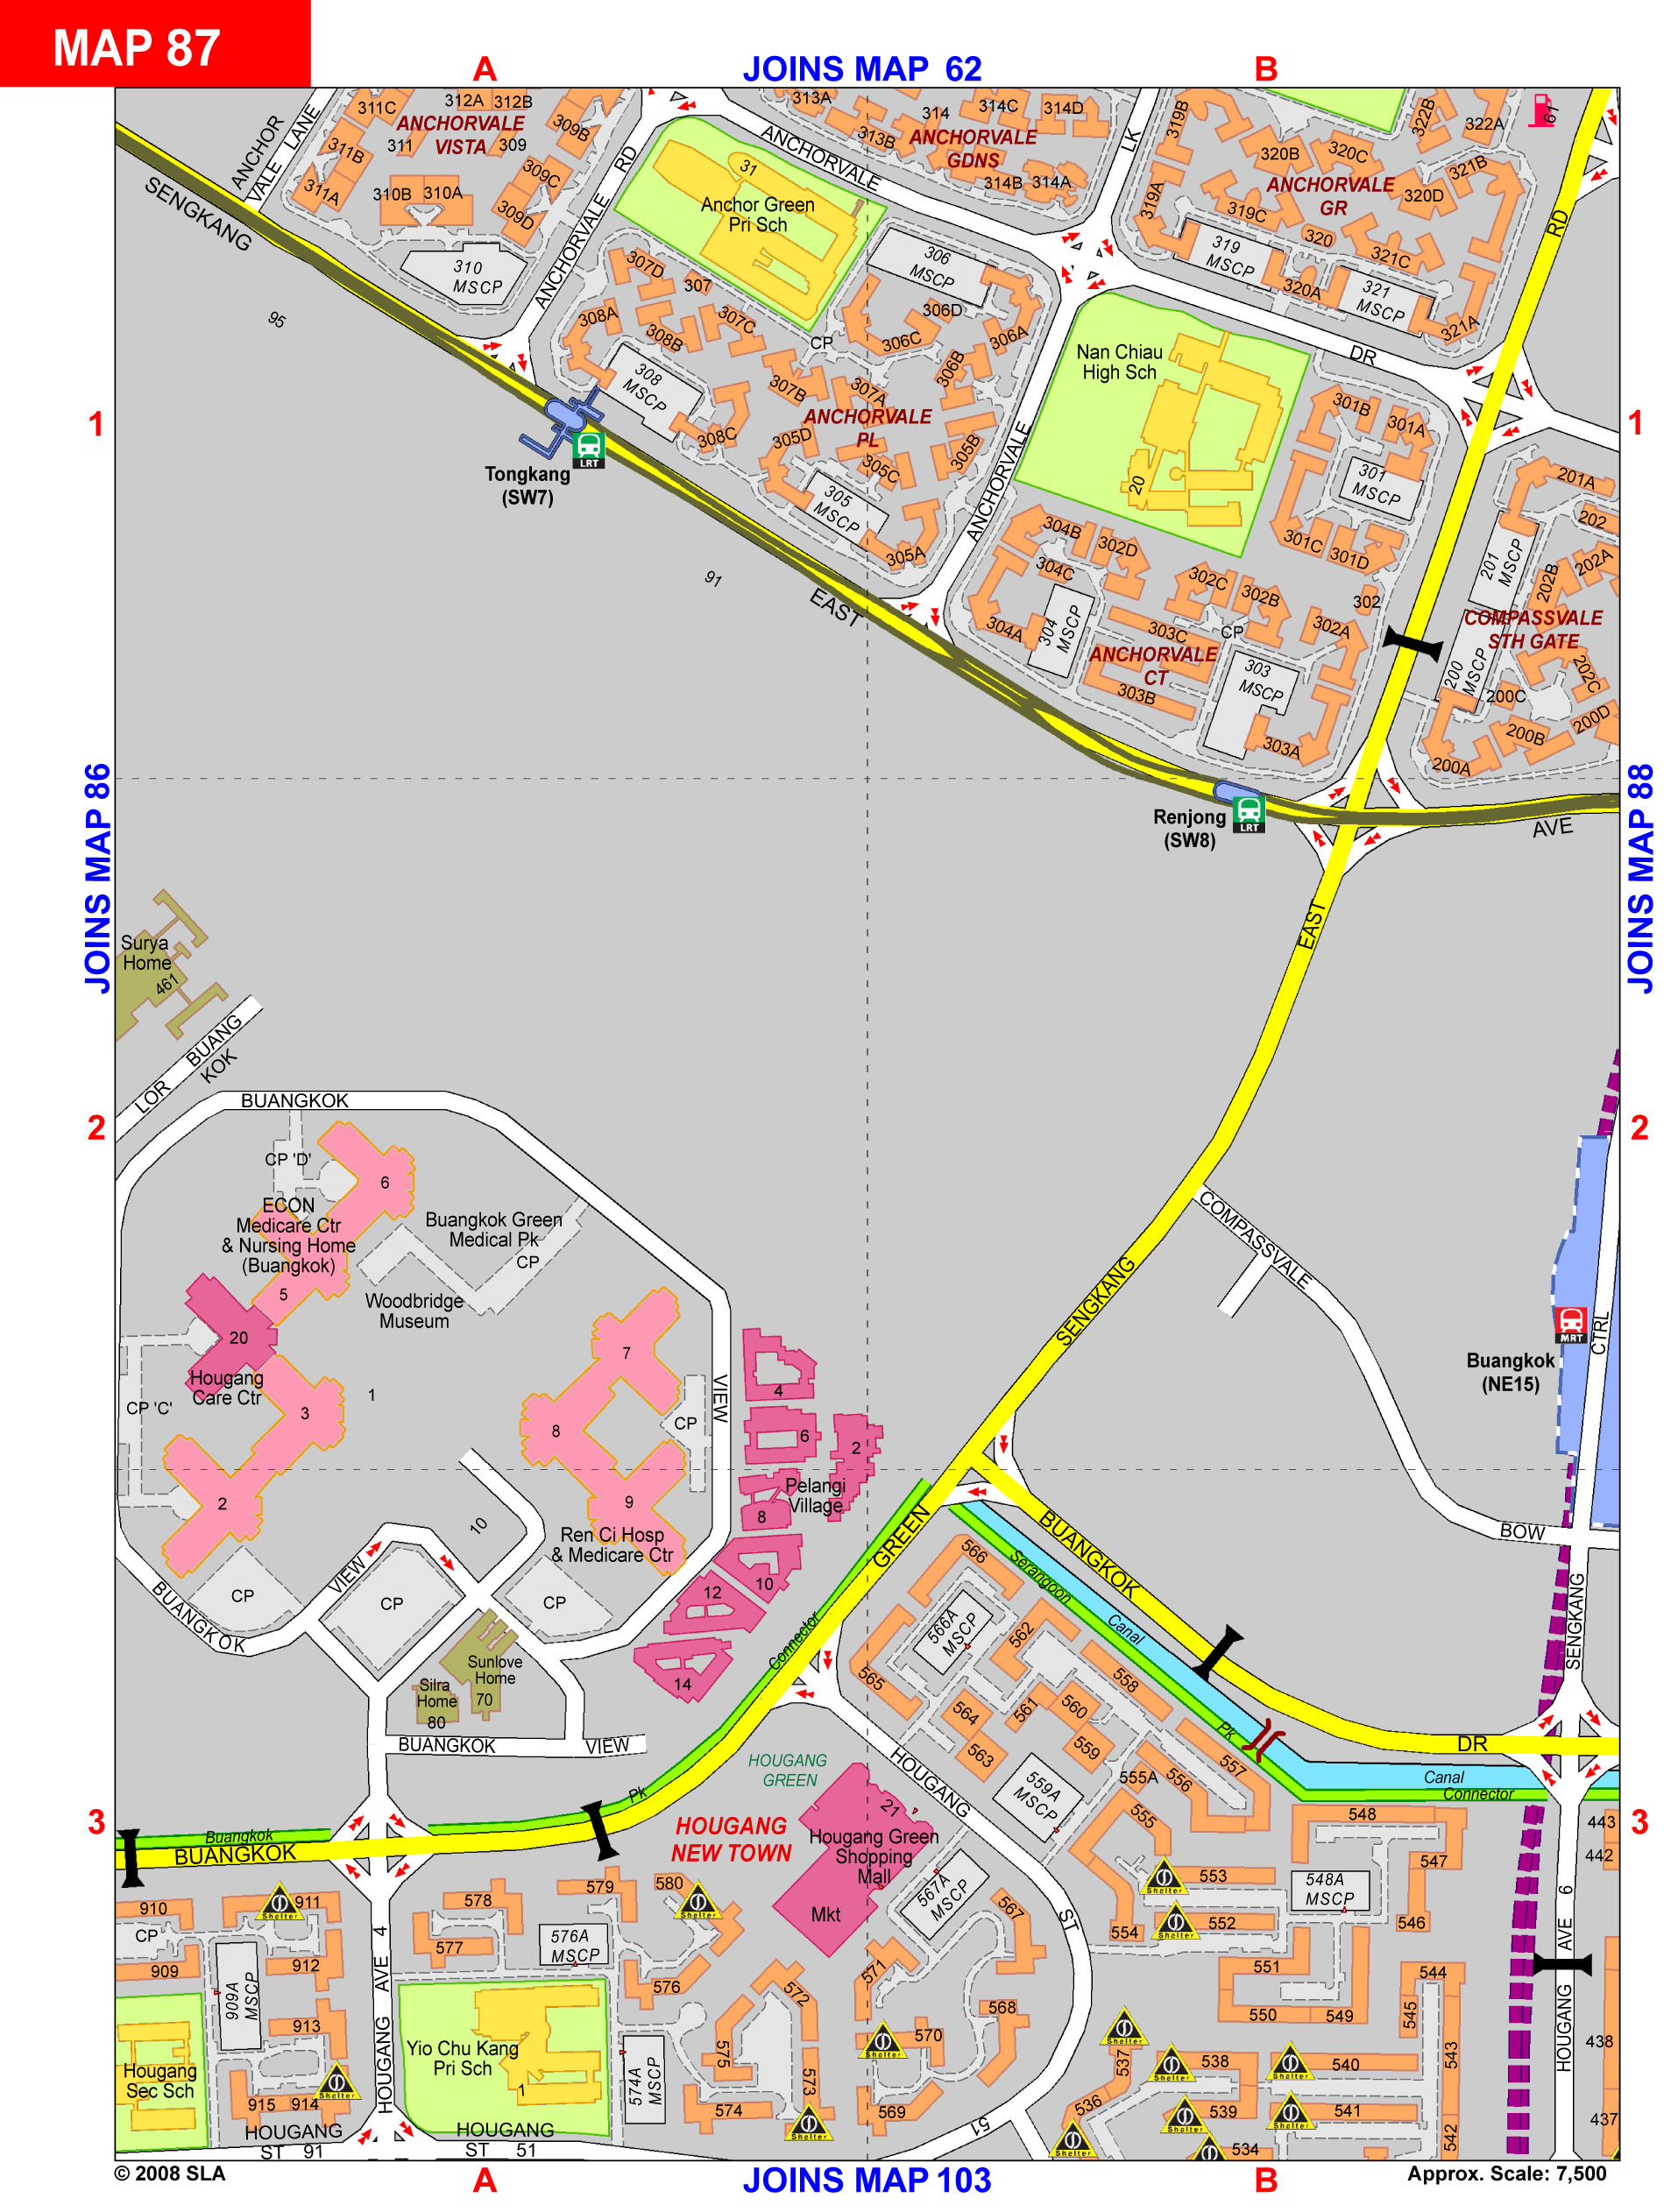 MAP 87
A
JOINS MAP 62
B
311C
312A
312B
309B
ANCHORVALE
VISTA
311
309
311B
311A
310B
310A
309C
309D
310
MSCP
ANCHOR
VALE LANE
SENGKANG
ANCHORVALE RD
313A
314
314C
314D
313B
ANCHORVALE
GDNS
314B
314A
ANCHORVALE
LK
31
Anchor Green
Pri Sch
319B
319A
320B
320C
322B
322A
61
321B
ANCHORVALE
GR
320D
319C
319
MSCP
320
321C
320A
321
MSCP
321A
RD
306
MSCP
307D
307
306D
307C
308A
308B
CP
306C
306A
306B
308
MSCP
307B
307A
ANCHORVALE
PL
308C
305D
305B
305C
305
MSCP
305A
ANCHORVALE
DR
Nan Chiau
High Sch
20
301B
301A
301
MSCP
301C
301D
201A
202
201
MSCP
202A
202B
COMPASSVALE
STH GATE
200
MSCP
200C
202C
200B
200D
200A
95
1
1
Tongkang
(SW7)
LRT
91
EAST
304B
302D
304C
302C
302B
302
304A
304
MSCP
303C
CP
302A
ANCHORVALE
CT
303
MSCP
303B
303A
Renjong
(SW8)
LRT
AVE
JOINS MAP 86
JOINS MAP 88
EAST
Surya
Home
461
LOR BUANG
KOK
BUANGKOK
2
2
CP 'D'
6
ECON
Medicare Ctr
& Nursing Home
(Buangkok)
Buangkok Green
Medical Pk
CP
5
Woodbridge
Museum
20
Hougang
Care Ctr
7
1
3
CP 'C'
8
CP
VIEW
4
6
2
2
9
Pelangi
Village
8
10
Ren Ci Hosp
& Medicare Ctr
10
12
14
COMPASSVALE
SENGKANG
CTRL
MRT
Buangkok
(NE15)
BOW
CP
VIEW
CP
CP
BUANGKOK
Sunlove
Home
70
Silra
Home
80
BUANGKOK
VIEW
GREEN
BUANGKOK
Connector
566
Serangoon
Canal
566A
MSCP
562
565
558
564
561
560
563
559
Pk
557
SENGKANG
DR
Canal
Connector
HOUGANG
GREEN
HOUGANG
559A
MSCP
555A
556
555
Pk
3
3
HOUGANG
NEW TOWN
21
Hougang Green
Shopping
Mall
Mkt
Buangkok
BUANGKOK
548
443
442
547
553
Shelter
548A
MSCP
552
Shelter
554
546
579
580
Shelter
578
910
911
Shelter
567A
MSCP
567
ST
CP
577
576A
MSCP
909
912
909A
MSCP
4
AVE
HOUGANG
6
AVE
HOUGANG
571
551
544
572
576
550
549
545
568
913
Yio Chu Kang
Pri Sch
1
570
Shelter
575
Shelter
537
538
Shelter
540
Shelter
543
438
574A
MSCP
573
Hougang
Sec Sch
Shelter
915
914
574
569
536
539
Shelter
541
Shelter
437
HOUGANG
ST 91
HOUGANG
ST 51
Shelter
51
Shelter
534
542
© 2008 SLA
A
JOINS MAP 103
B
Approx. Scale: 7,500